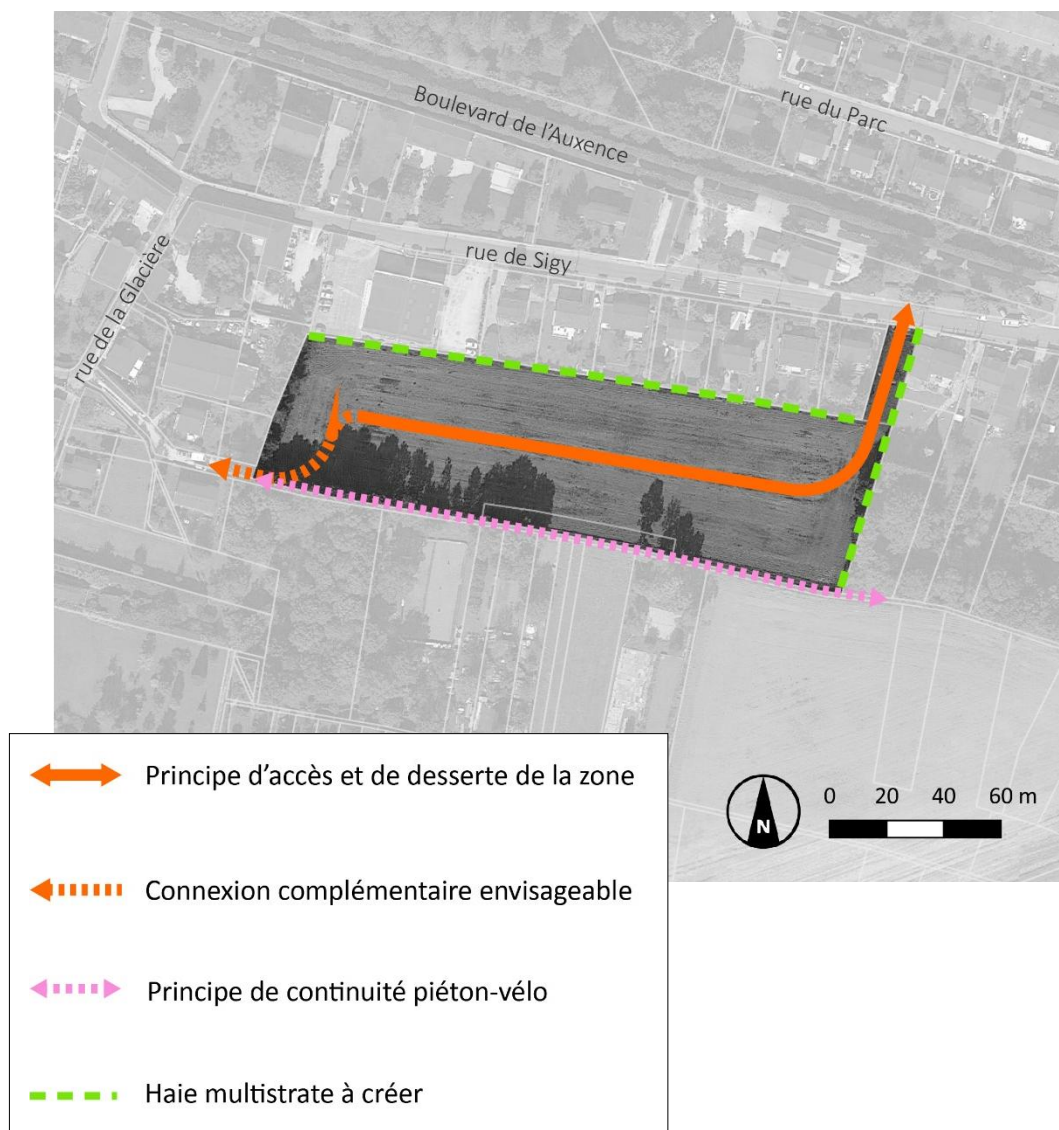 Boulevard de l'Auxence
rue du Parc
rue de Sigy
rue de la Glacière
Principe d'accès et de desserte de la zone
Connexion complémentaire envisageable
Principe de continuité piéton-vélo
Haie multistrate à créer
N
0 20 40 60 m